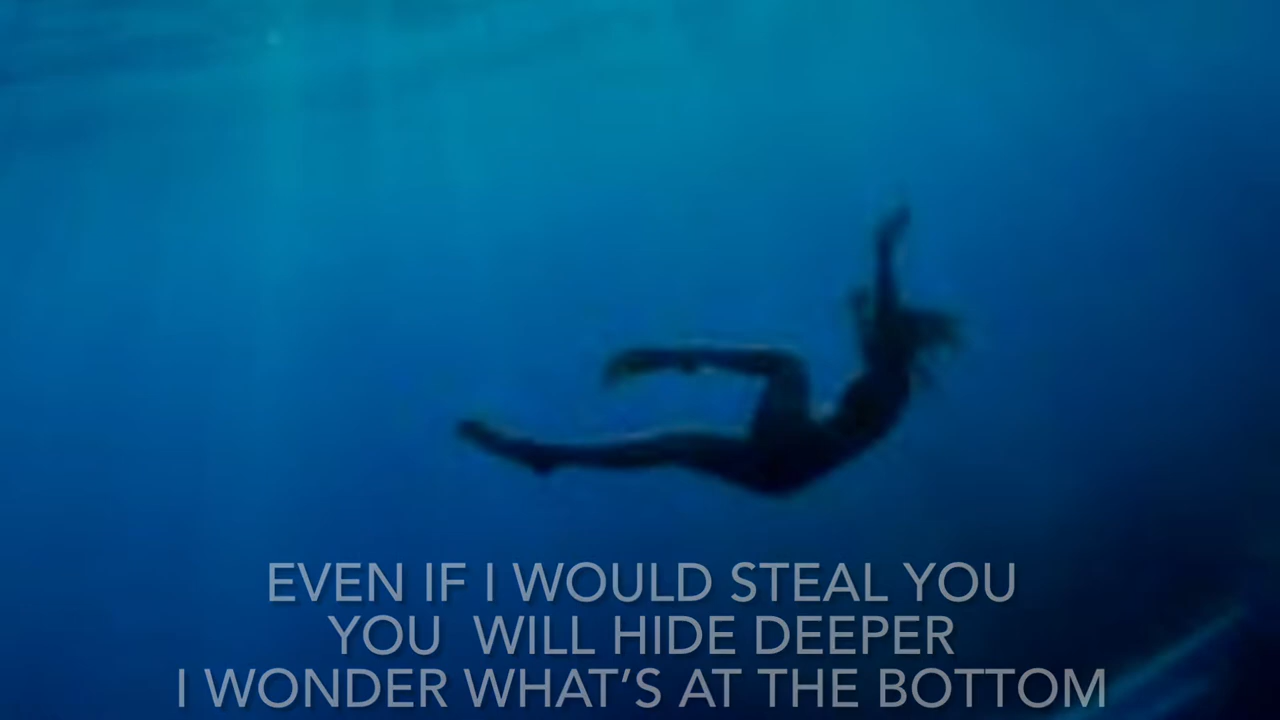 EVEN IF I WOULD STEAL YOU
YOU WILL HIDE DEEPER
I WONDER WHAT'S AT THE BOTTOM